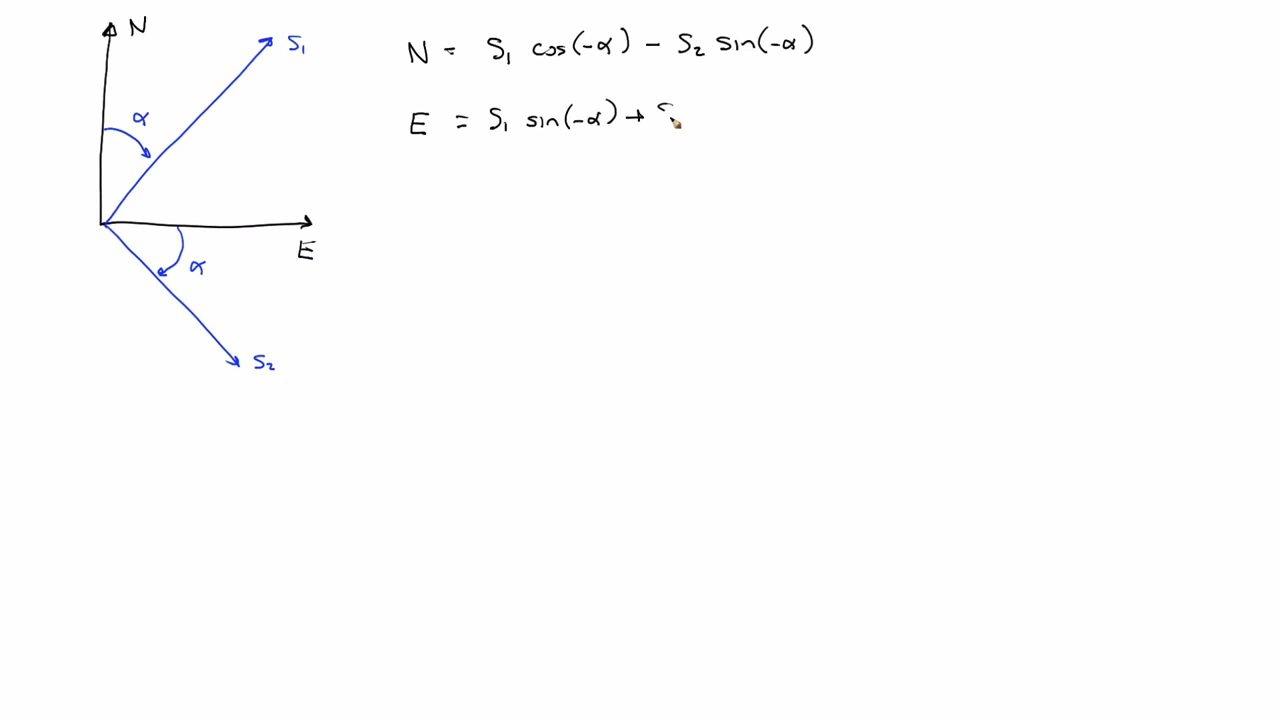 N
S₁
N = S₁ cos(-α) - S₂ sin(-α)
α
E = S₁ sin(-α) +
E
α
S₂